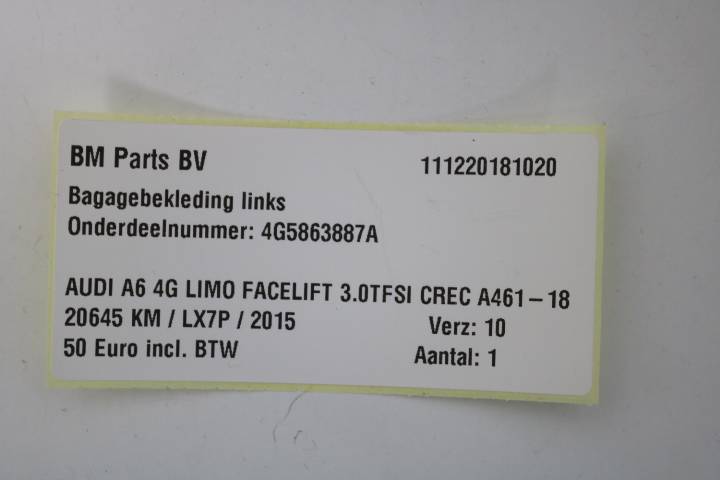 BM Parts BV 111220181020
Bagagebekleding links
Onderdeelnummer: 4G5863887A
AUDI A6 4G LIMO FACELIFT 3.0TFSI CREC A461-18
20645 KM / LX7P / 2015 Verz: 10
50 Euro incl. BTW Aantal: 1